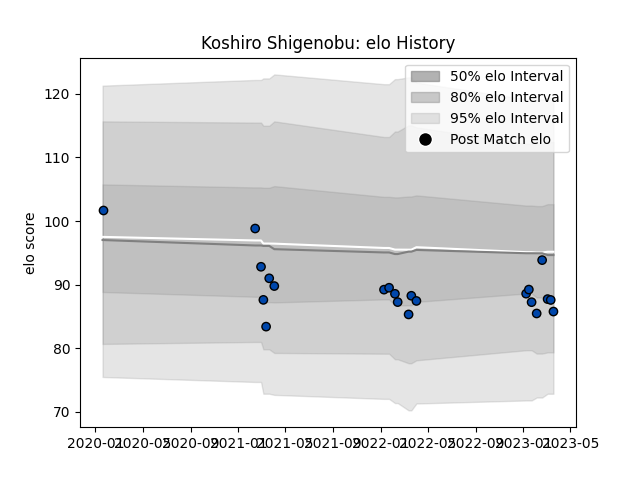 Koshiro Shigenobu: elo History
50% elo Interval
80% elo Interval
95% elo Interval
Post Match elo
elo score
120
110
100
90
80
70
2020-01 2020-05 2020-09 2021-01 2021-05 2021-09 2022-01 2022-05 2022-09 2023-01 2023-05